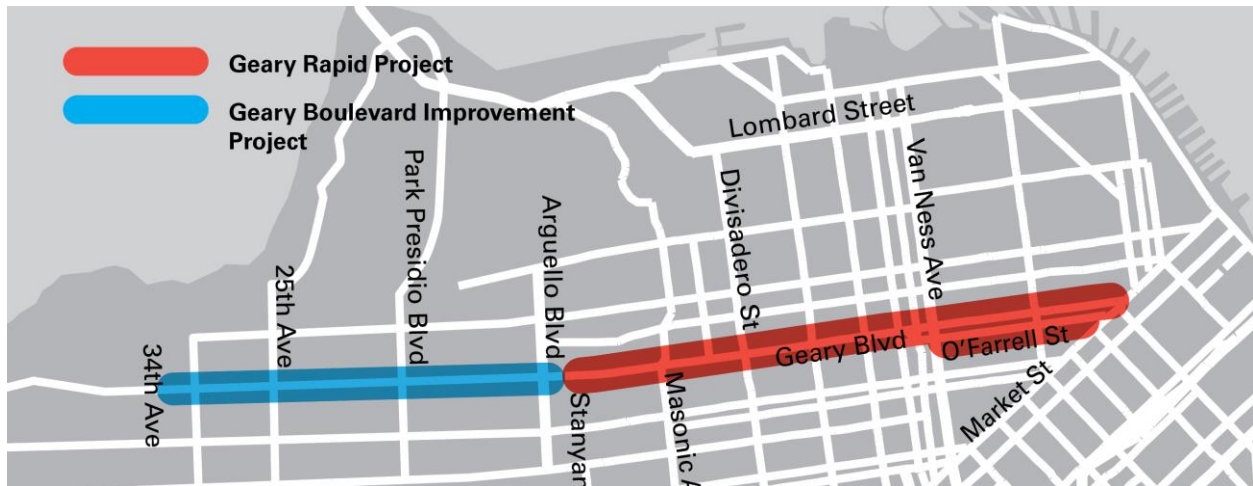 Geary Rapid Project
Geary Boulevard Improvement
Project
Lombard Street
Van Ness Ave
Divisadero St
Park Presidio Blvd
Arguello Blvd
25th Ave
34th Ave
Geary Blvd
O'Farrell St
Market St
Masonic A
Stanyan